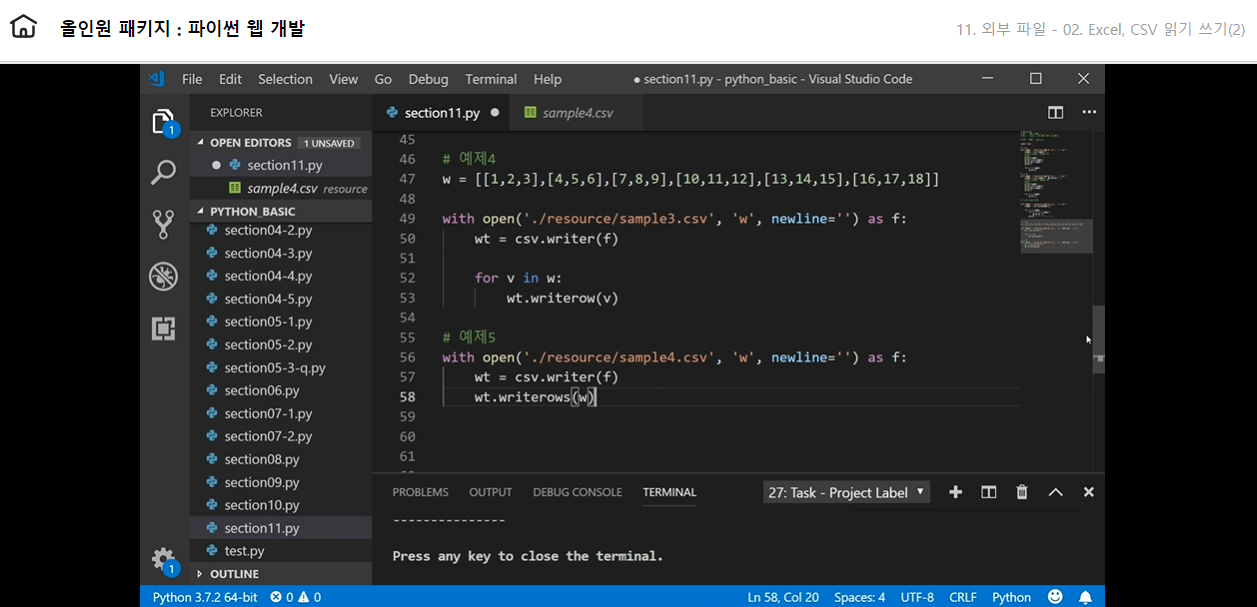 올인원 패키지 : 파이썬 웹 개발
11. 외부 파일 - 02. Excel, CSV 읽기 쓰기(2)
File Edit Selection View Go Debug Terminal Help
● section11.py - python_basic - Visual Studio Code
EXPLORER
OPEN EDITORS 1 UNSAVED
section11.py
sample4.csv resource
PYTHON_BASIC
section04-2.py
section04-3.py
section04-4.py
section04-5.py
section05-1.py
section05-2.py
section05-3-q.py
section06.py
section07-1.py
section07-2.py
section08.py
section09.py
section10.py
section11.py
test.py
OUTLINE
1
1
section11.py ● sample4.csv
45
46 # 예제4
47 w = [[1,2,3],[4,5,6],[7,8,9],[10,11,12],[13,14,15],[16,17,18]]
48
49 with open('./resource/sample3.csv', 'w', newline='') as f:
50 wt = csv.writer(f)
51
52 for v in w:
53 wt.writerow(v)
54
55 # 예제5
56 with open('./resource/sample4.csv', 'w', newline='') as f:
57 wt = csv.writer(f)
58 wt.writerows(w)
59
60
61
PROBLEMS OUTPUT DEBUG CONSOLE TERMINAL 27: Task - Project Label
---------------
Press any key to close the terminal.
Python 3.7.2 64-bit 0 0 Ln 58, Col 20 Spaces: 4 UTF-8 CRLF Python